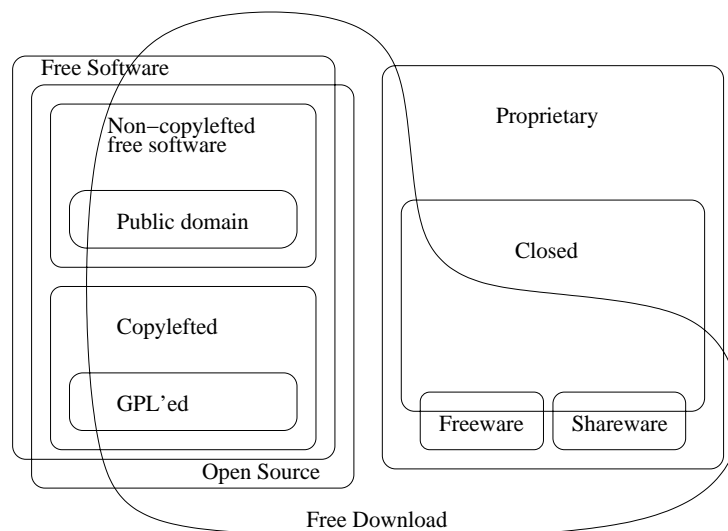 Free Software
Non−copylefted
free software
Public domain
Copylefted
GPL'ed
Open Source
Proprietary
Closed
Freeware
Shareware
Free Download